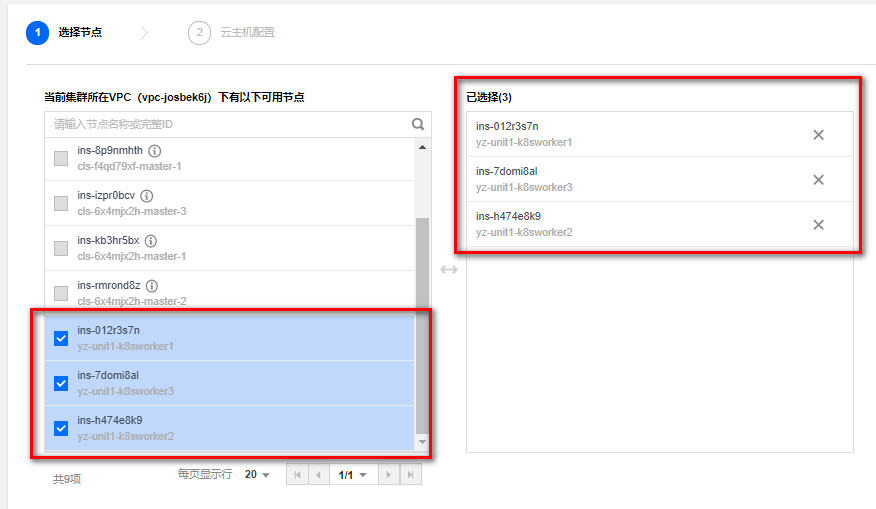 1 选择节点
2 云主机配置
当前集群所在VPC（vpc-josbek6j）下有以下可用节点
请输入节点名称或完整ID
ins-8p9nmhth
cls-f4qd79xf-master-1
ins-izpr0bcv
cls-6x4mjx2h-master-3
ins-kb3hr5bx
cls-6x4mjx2h-master-1
ins-rmrond8z
cls-6x4mjx2h-master-2
ins-012r3s7n
yz-unit1-k8sworker1
ins-7domi8al
yz-unit1-k8sworker3
ins-h474e8k9
yz-unit1-k8sworker2
共9项
每页显示行 20
1/1
已选择(3)
ins-012r3s7n
yz-unit1-k8sworker1
ins-7domi8al
yz-unit1-k8sworker3
ins-h474e8k9
yz-unit1-k8sworker2